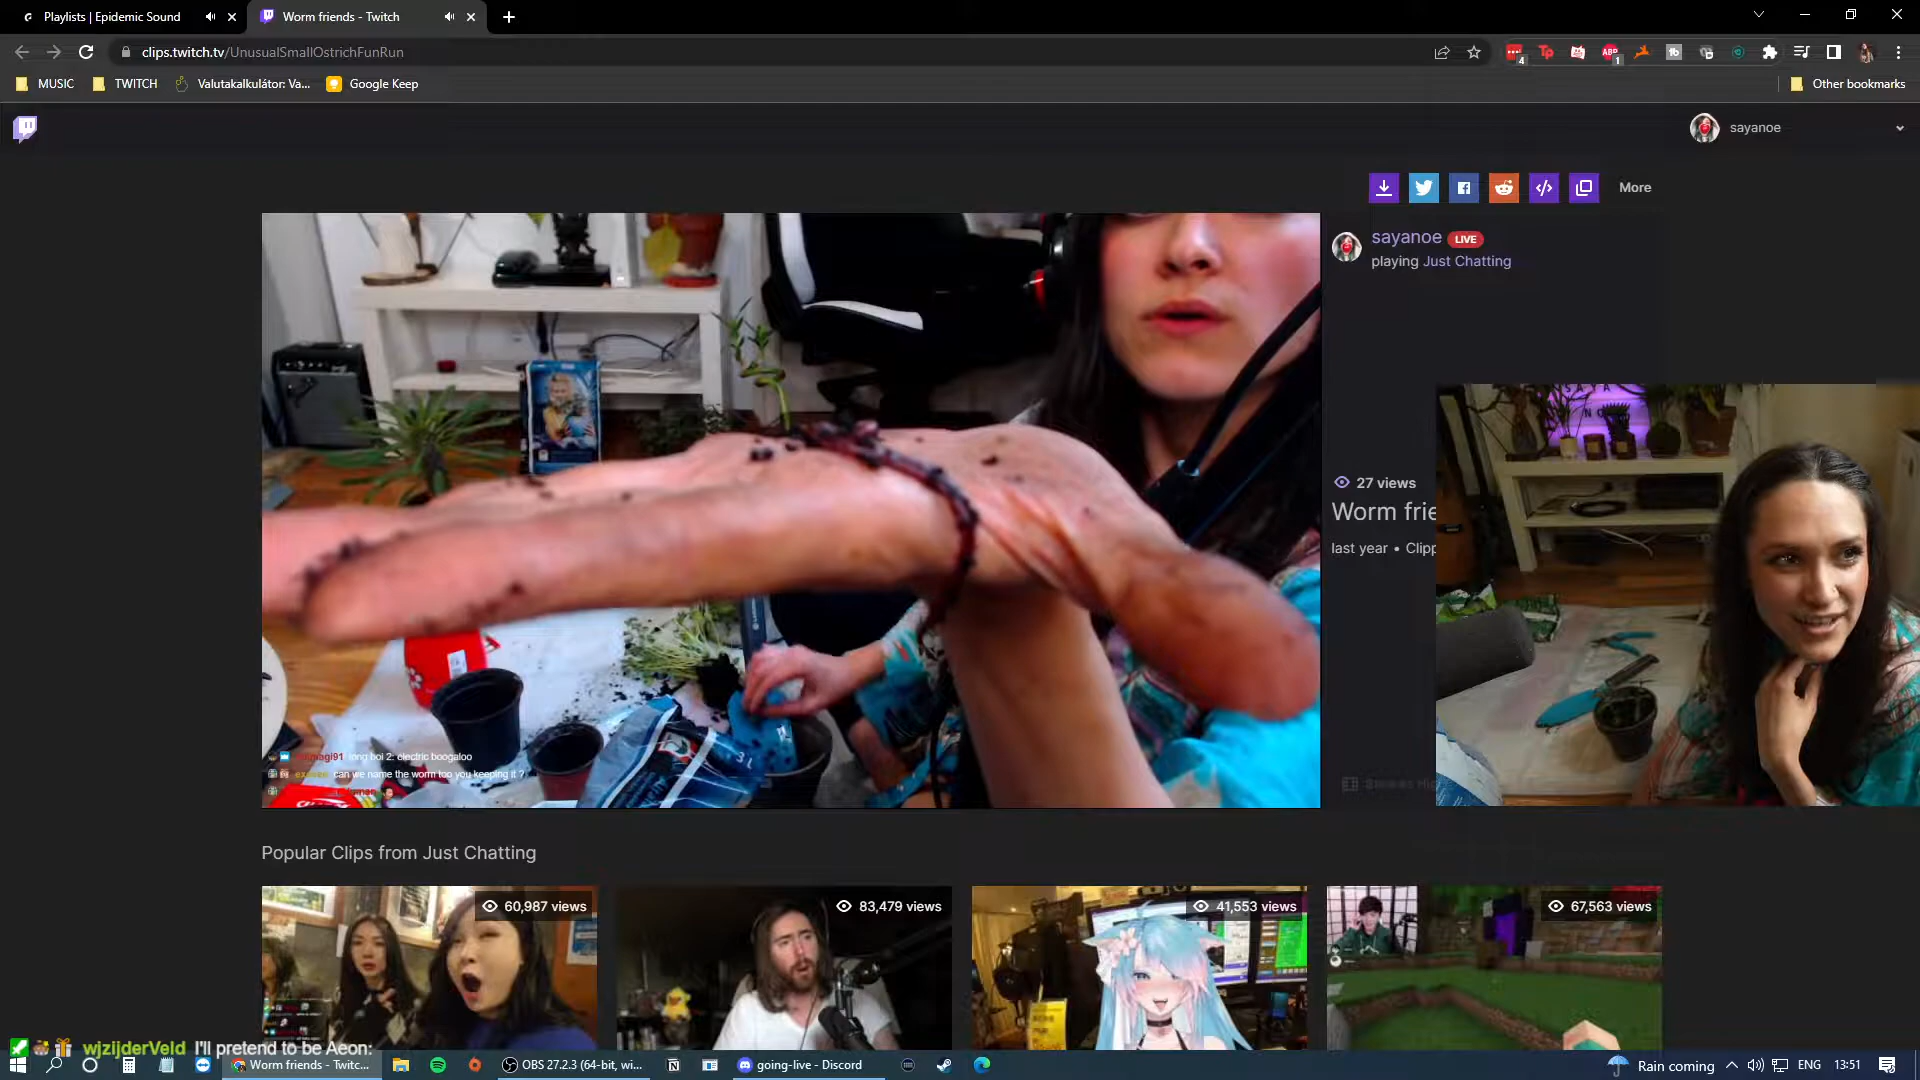 Playlists | Epidemic Sound
Worm friends - Twitch
clips.twitch.tv/UnusualSmallOstrichFunRun
MUSIC
TWITCH
Valutakalkulátor: Va...
Google Keep
Other bookmarks
sayanoe
More
sayanoe LIVE
playing Just Chatting
27 views
Worm frie
last year • Clipp
long boi 2: electric boogaloo
can we name the worm too you keeping it ?
Popular Clips from Just Chatting
60,987 views
83,479 views
41,553 views
67,563 views
wjzijderVeld I'll pretend to be Aeon:
Worm friends - Twitc...
OBS 27.2.3 (64-bit, wi...
going-live - Discord
Rain coming
ENG
13:51